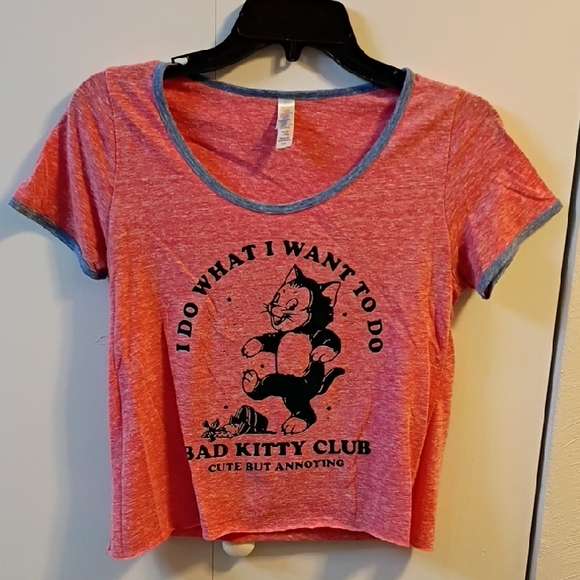 I DO WHAT I WANT TO DO
BAD KITTY CLUB
CUTE BUT ANNOYING